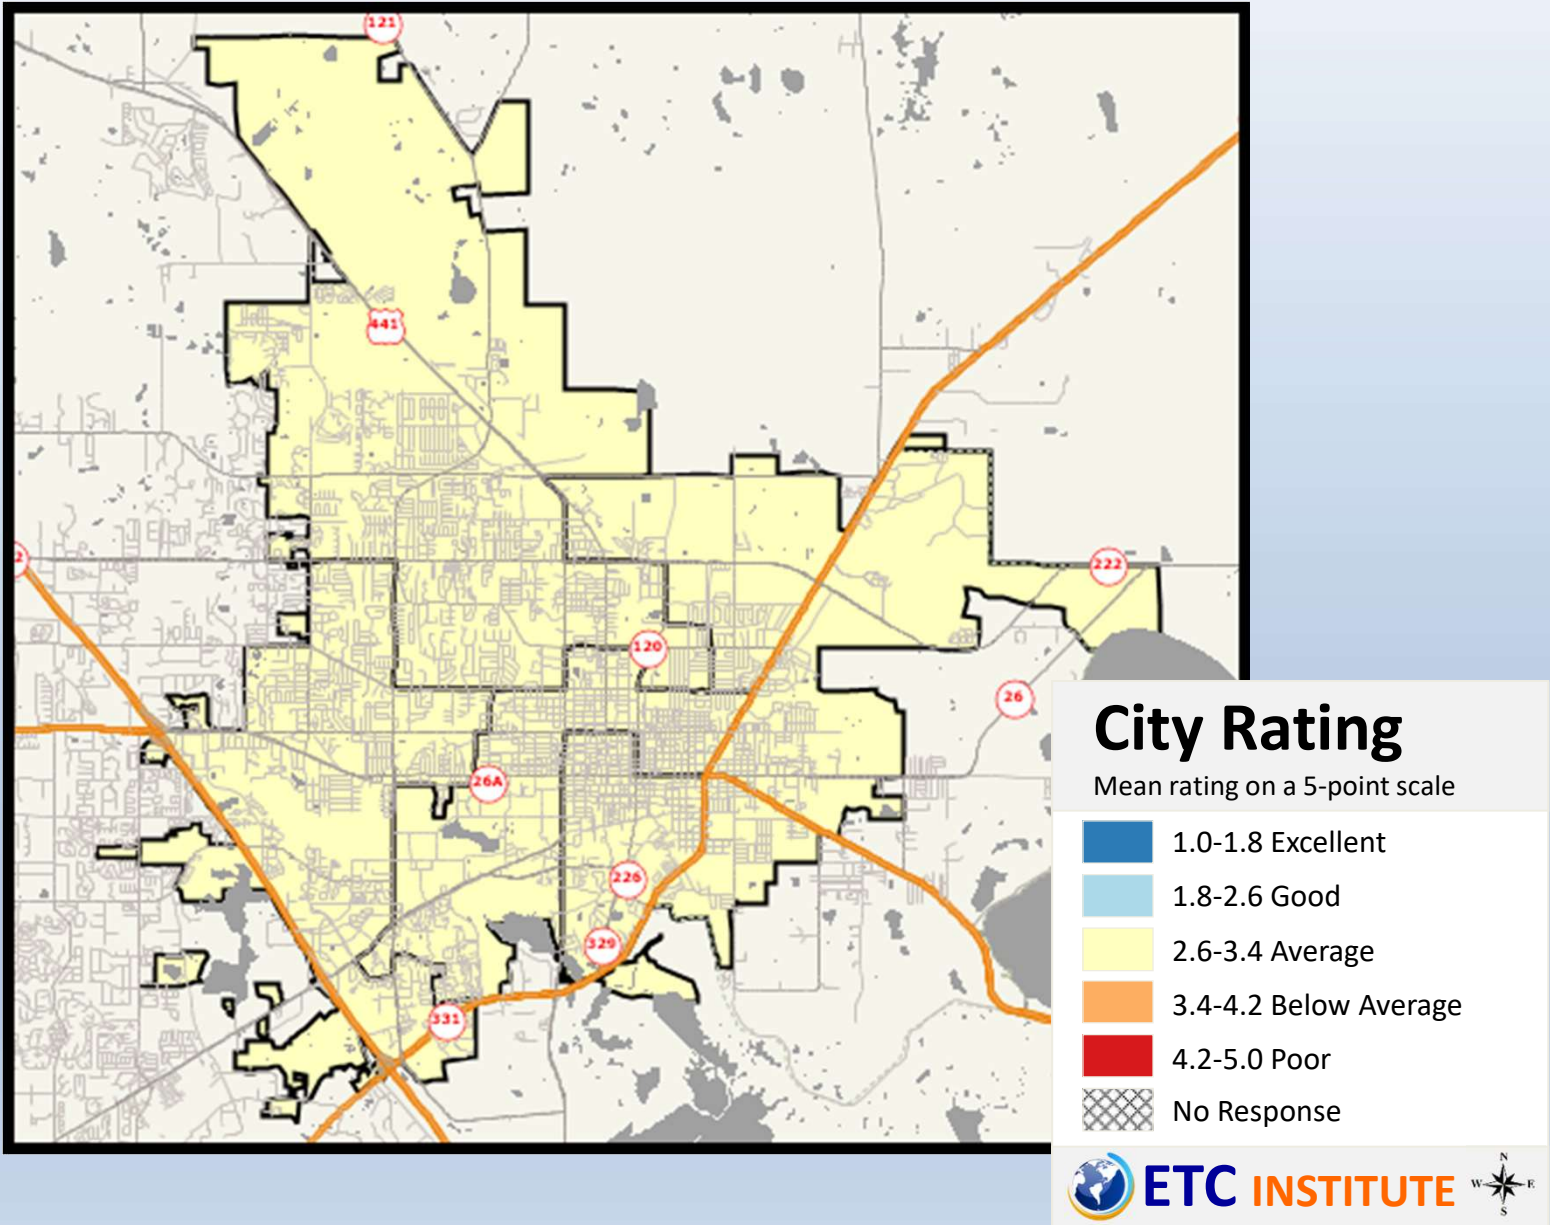 121
441
2
222
120
26
26A
226
329
331
City Rating
Mean rating on a 5-point scale
1.0-1.8 Excellent
1.8-2.6 Good
2.6-3.4 Average
3.4-4.2 Below Average
4.2-5.0 Poor
No Response
ETC INSTITUTE
N
W E
S